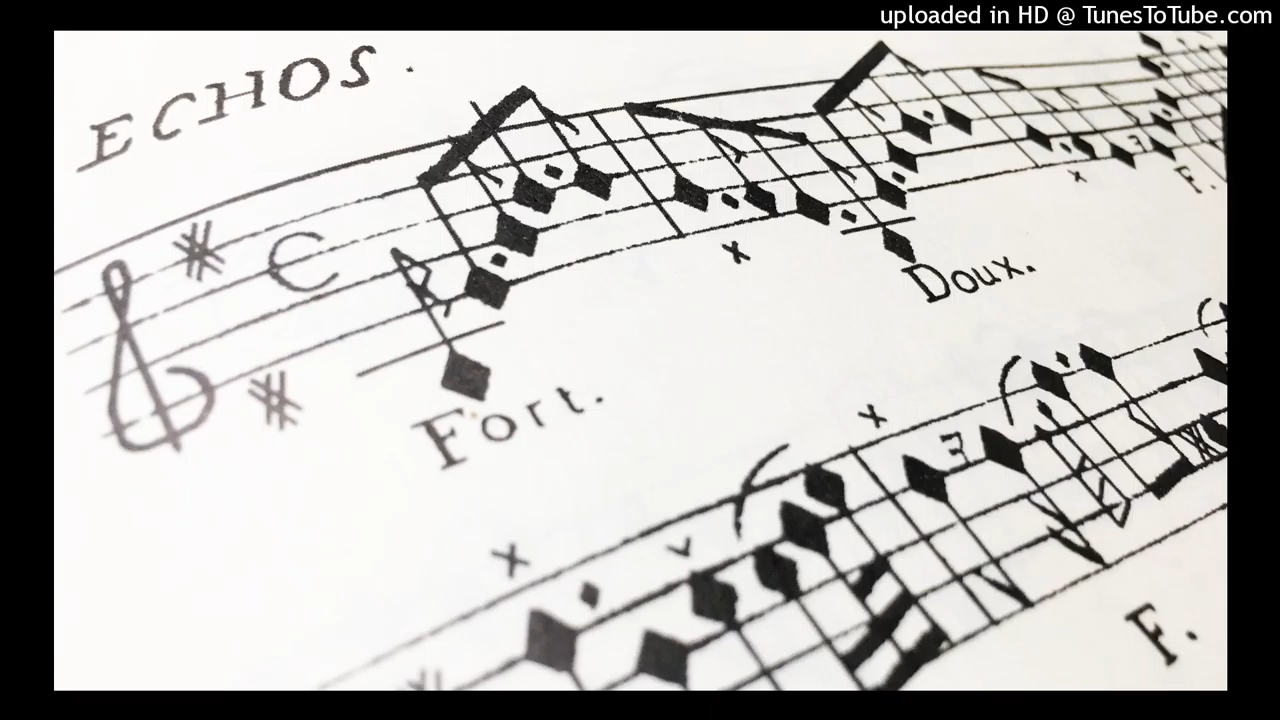 uploaded in HD @ TunesToTube.com
ECHOS.
Fort.
Doux.
F.
F.